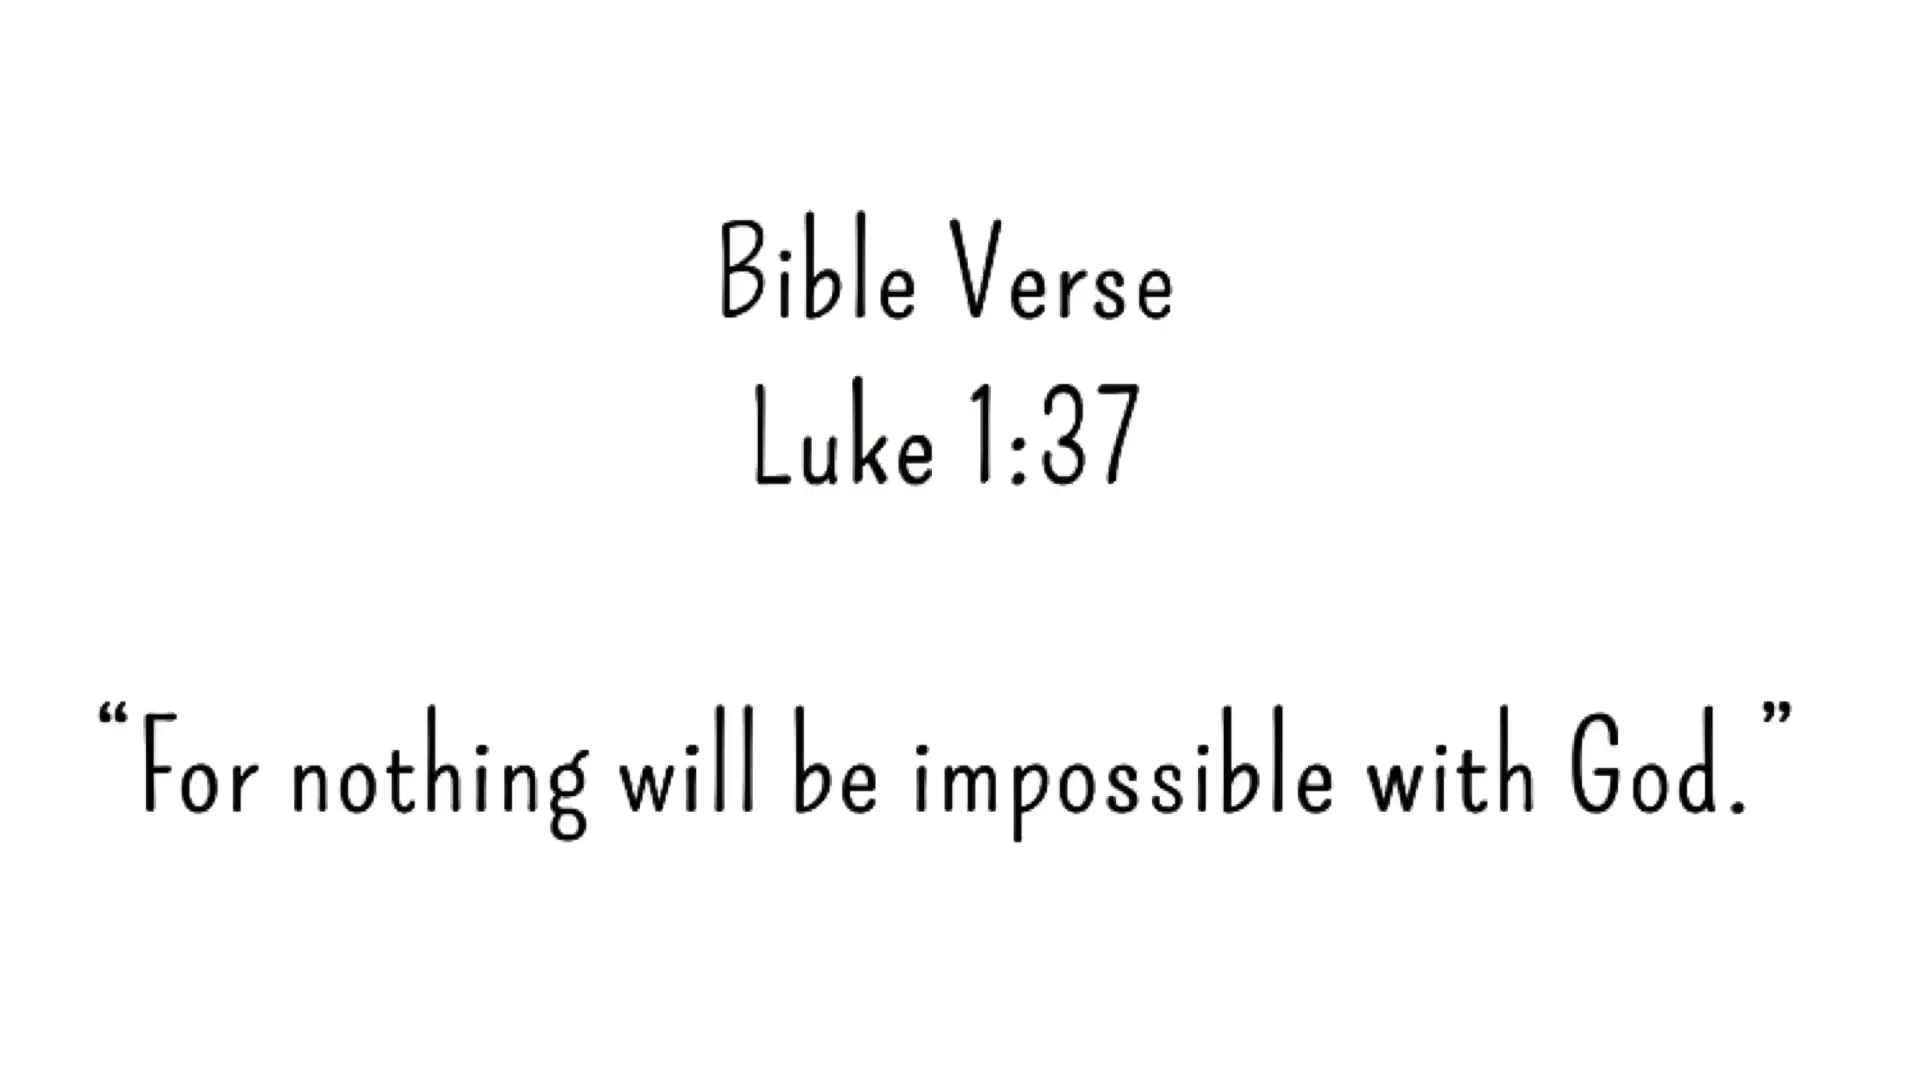 Bible Verse
Luke 1:37
“For nothing will be impossible with God.”